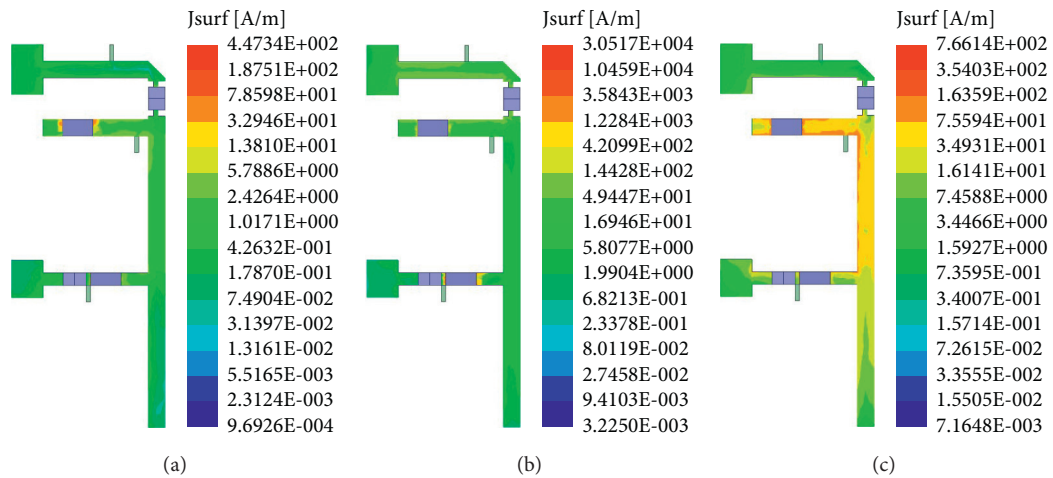 Jsurf [A/m]
4.4734E+002
1.8751E+002
7.8598E+001
3.2946E+001
1.3810E+001
5.7886E+000
2.4264E+000
1.0171E+000
4.2632E-001
1.7870E-001
7.4904E-002
3.1397E-002
1.3161E-002
5.5165E-003
2.3124E-003
9.6926E-004
(a)
Jsurf [A/m]
3.0517E+004
1.0459E+004
3.5843E+003
1.2284E+003
4.2099E+002
1.4428E+002
4.9447E+001
1.6946E+001
5.8077E+000
1.9904E+000
6.8213E-001
2.3378E-001
8.0119E-002
2.7458E-002
9.4103E-003
3.2250E-003
(b)
Jsurf [A/m]
7.6614E+002
3.5403E+002
1.6359E+002
7.5594E+001
3.4931E+001
1.6141E+001
7.4588E+000
3.4466E+000
1.5927E+000
7.3595E-001
3.4007E-001
1.5714E-001
7.2615E-002
3.3555E-002
1.5505E-002
7.1648E-003
(c)